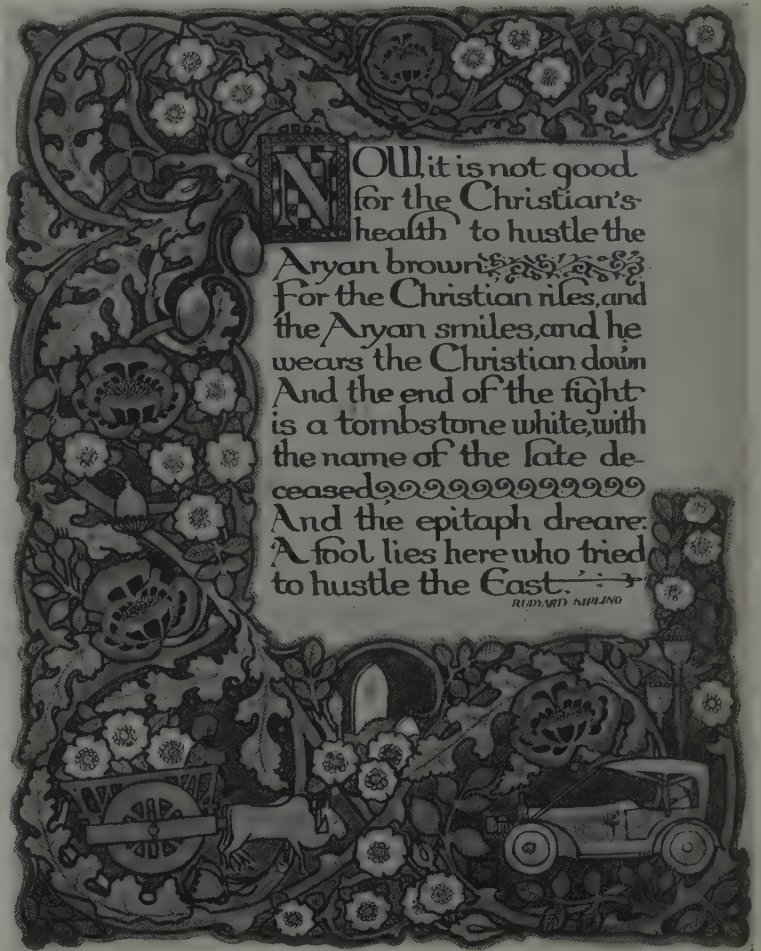 NOW it is not good
for the Christian's
health to hustle the
Aryan brown
For the Christian riles, and
the Aryan smiles, and he
wears the Christian down
And the end of the fight
is a tombstone white, with
the name of the late de-
ceased
And the epitaph drear:
A fool lies here who tried
to hustle the East.
RUDYARD KIPLING